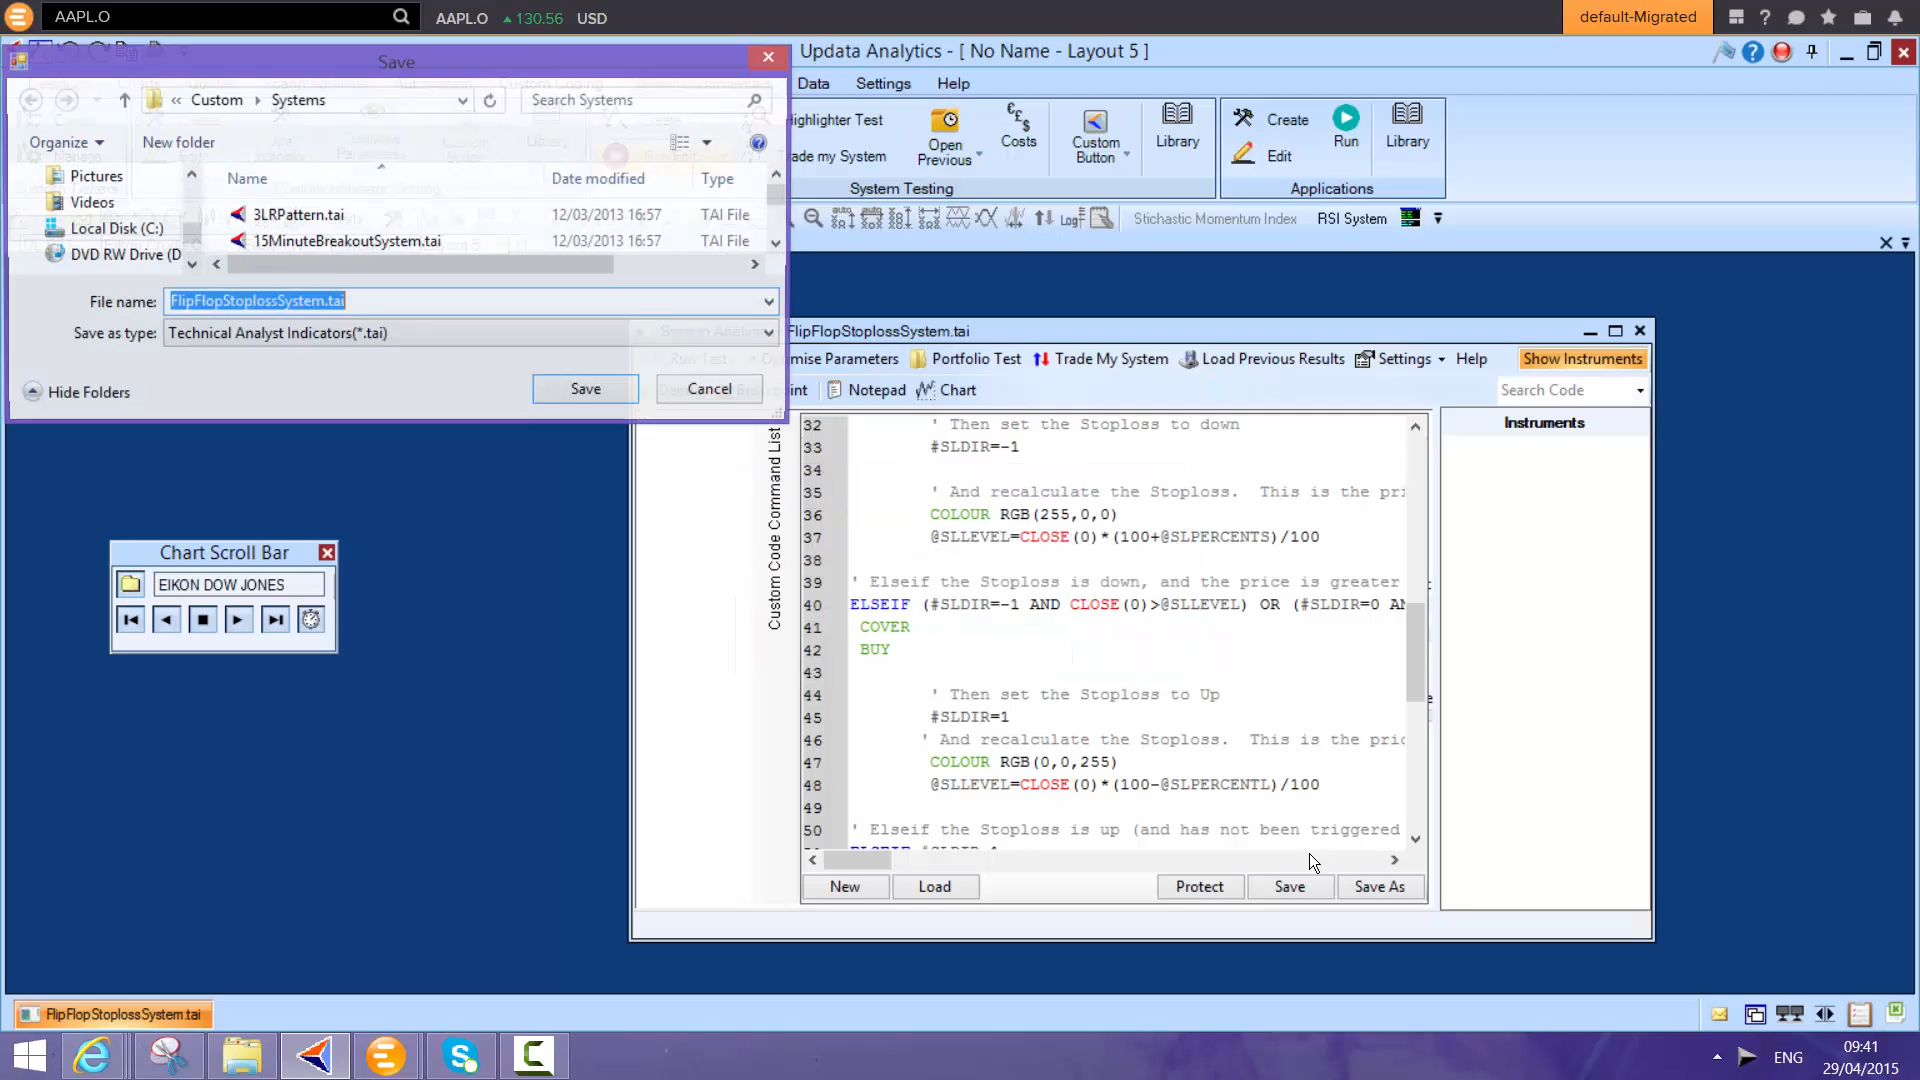 AAPL.O
AAPL.O ▲ 130.56 USD
default-Migrated
Updata Analytics - [ No Name - Layout 5 ]
Data Settings Help
Save
Custom Systems
Search Systems
Organize
New folder
Name Date modified Type
Pictures
Videos
Local Disk (C:)
DVD RW Drive (D
3LRPattern.tai 12/03/2013 16:57 TAI File
15MinuteBreakoutSystem.tai 12/03/2013 16:57 TAI File
File name: FlipFlopStoplossSystem.tai
Save as type: Technical Analyst Indicators(*.tai)
Hide Folders
Save
Cancel
Highlighter Test
ade my System
Open Previous
Costs
Custom Button
Library
System Testing
Create
Edit
Run
Library
Applications
Log
Stichastic Momentum Index
RSI System
FlipFlopStoplossSystem.tai
mise Parameters
Portfolio Test
Trade My System
Load Previous Results
Settings
Help
Show Instruments
int
Notepad
Chart
Search Code
Instruments
Custom Code Command List
32 ' Then set the Stoploss to down
33 #SLDIR=-1
34
35 ' And recalculate the Stoploss.  This is the pri
36 COLOUR RGB(255,0,0)
37 @SLLEVEL=CLOSE(0)*(100+@SLPERCENTS)/100
38
39 ' Elseif the Stoploss is down, and the price is greater
40 ELSEIF (#SLDIR=-1 AND CLOSE(0)>@SLLEVEL) OR (#SLDIR=0 AN
41 COVER
42 BUY
43
44 ' Then set the Stoploss to Up
45 #SLDIR=1
46 ' And recalculate the Stoploss.  This is the pric
47 COLOUR RGB(0,0,255)
48 @SLLEVEL=CLOSE(0)*(100-@SLPERCENTL)/100
49
50 ' Elseif the Stoploss is up (and has not been triggered
New
Load
Protect
Save
Save As
Chart Scroll Bar
EIKON DOW JONES
FlipFlopStoplossSystem.tai
ENG
09:41
29/04/2015